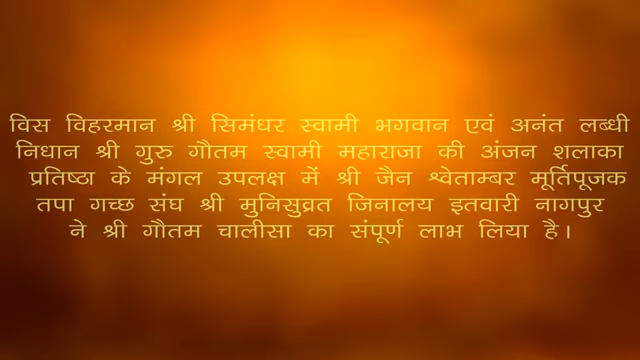 विस विहरमान श्री सिमंधर स्वामी भगवान एवं अनंत लब्धी
निधान श्री गुरु गौतम स्वामी महाराजा की अंजन शलाका
प्रतिष्ठा के मंगल उपलक्ष में श्री जैन श्वेताम्बर मूर्तिपूजक
तपा गच्छ संघ श्री मुनिसुव्रत जिनालय इतवारी नागपुर
ने श्री गौतम चालीसा का संपूर्ण लाभ लिया है।